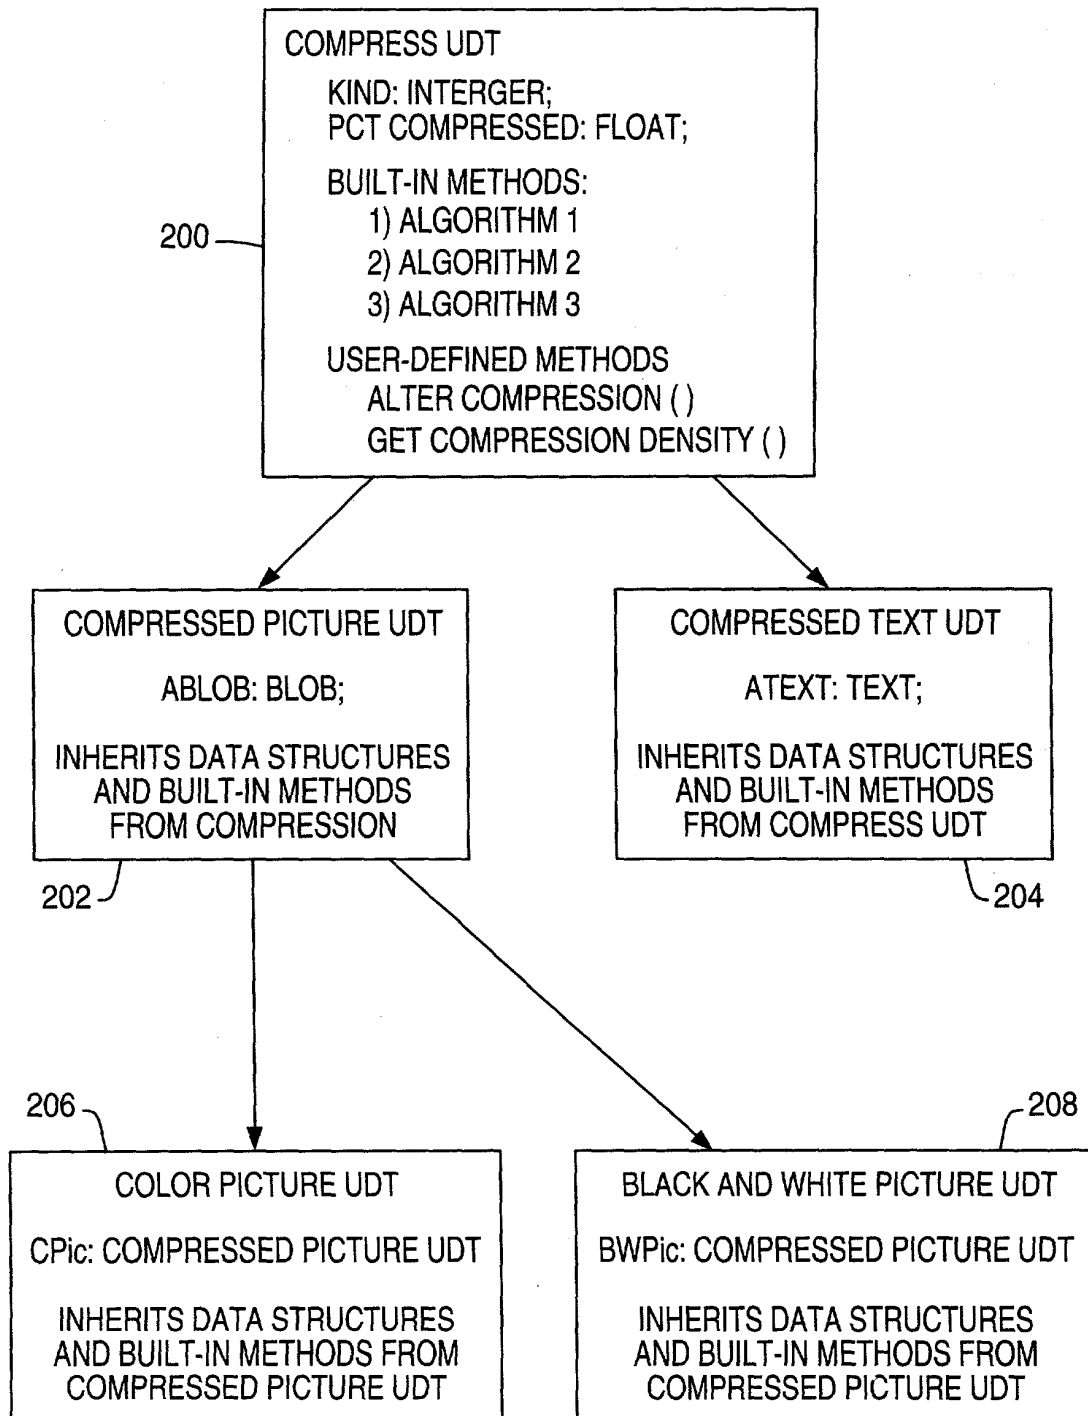 COMPRESS UDT
KIND: INTERGER;
PCT COMPRESSED: FLOAT;
BUILT-IN METHODS:
1) ALGORITHM 1
2) ALGORITHM 2
3) ALGORITHM 3
USER-DEFINED METHODS
ALTER COMPRESSION ( )
GET COMPRESSION DENSITY ( )
200
COMPRESSED PICTURE UDT
ABLOB: BLOB;
INHERITS DATA STRUCTURES
AND BUILT-IN METHODS
FROM COMPRESSION
202
COMPRESSED TEXT UDT
ATEXT: TEXT;
INHERITS DATA STRUCTURES
AND BUILT-IN METHODS
FROM COMPRESS UDT
204
206
COLOR PICTURE UDT
CPic: COMPRESSED PICTURE UDT
INHERITS DATA STRUCTURES
AND BUILT-IN METHODS FROM
COMPRESSED PICTURE UDT
208
BLACK AND WHITE PICTURE UDT
BWPic: COMPRESSED PICTURE UDT
INHERITS DATA STRUCTURES
AND BUILT-IN METHODS FROM
COMPRESSED PICTURE UDT